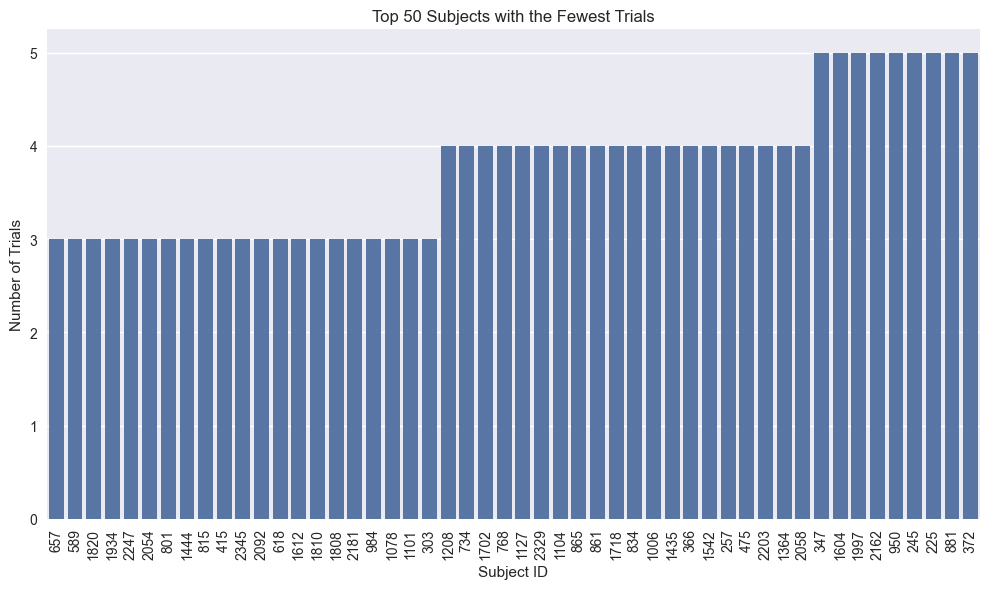 Top 50 Subjects with the Fewest Trials
Number of Trials
5
4
3
2
1
0
657 589 1820 1934 2247 2054 801 1444 815 415 2345 2092 618 1612 1810 1808 2181 984 1078 1101 303 1208 734 1702 768 1127 2329 1104 865 861 1718 834 1006 1435 366 1542 257 475 2203 1364 2058 347 1604 1997 2162 950 245 225 881 372
Subject ID